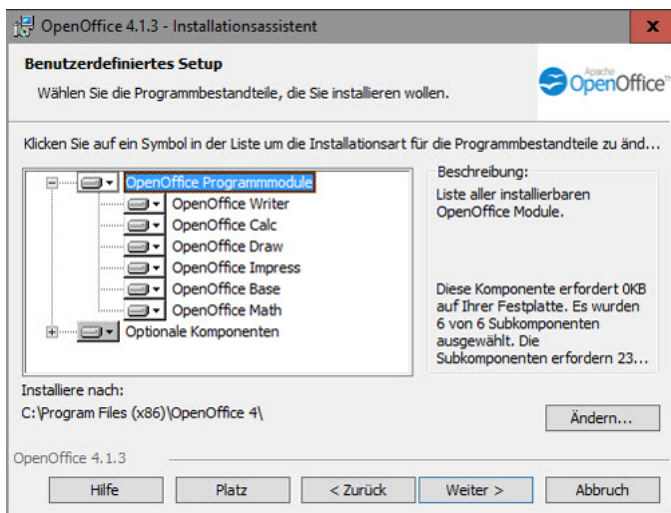 OpenOffice 4.1.3 - Installationsassistent
x
Benutzerdefiniertes Setup
Wählen Sie die Programmbestandteile, die Sie installieren wollen.
Apache
OpenOffice™
Klicken Sie auf ein Symbol in der Liste um die Installationsart für die Programmbestandteile zu änd...
OpenOffice Programmmodule
OpenOffice Writer
OpenOffice Calc
OpenOffice Draw
OpenOffice Impress
OpenOffice Base
OpenOffice Math
Optionale Komponenten
Beschreibung:
Liste aller installierbaren
OpenOffice Module.
Diese Komponente erfordert 0KB
auf Ihrer Festplatte. Es wurden
6 von 6 Subkomponenten
ausgewählt. Die
Subkomponenten erfordern 23...
Installiere nach:
C:\Program Files (x86)\OpenOffice 4\
Ändern...
OpenOffice 4.1.3
Hilfe
Platz
< Zurück
Weiter >
Abbruch